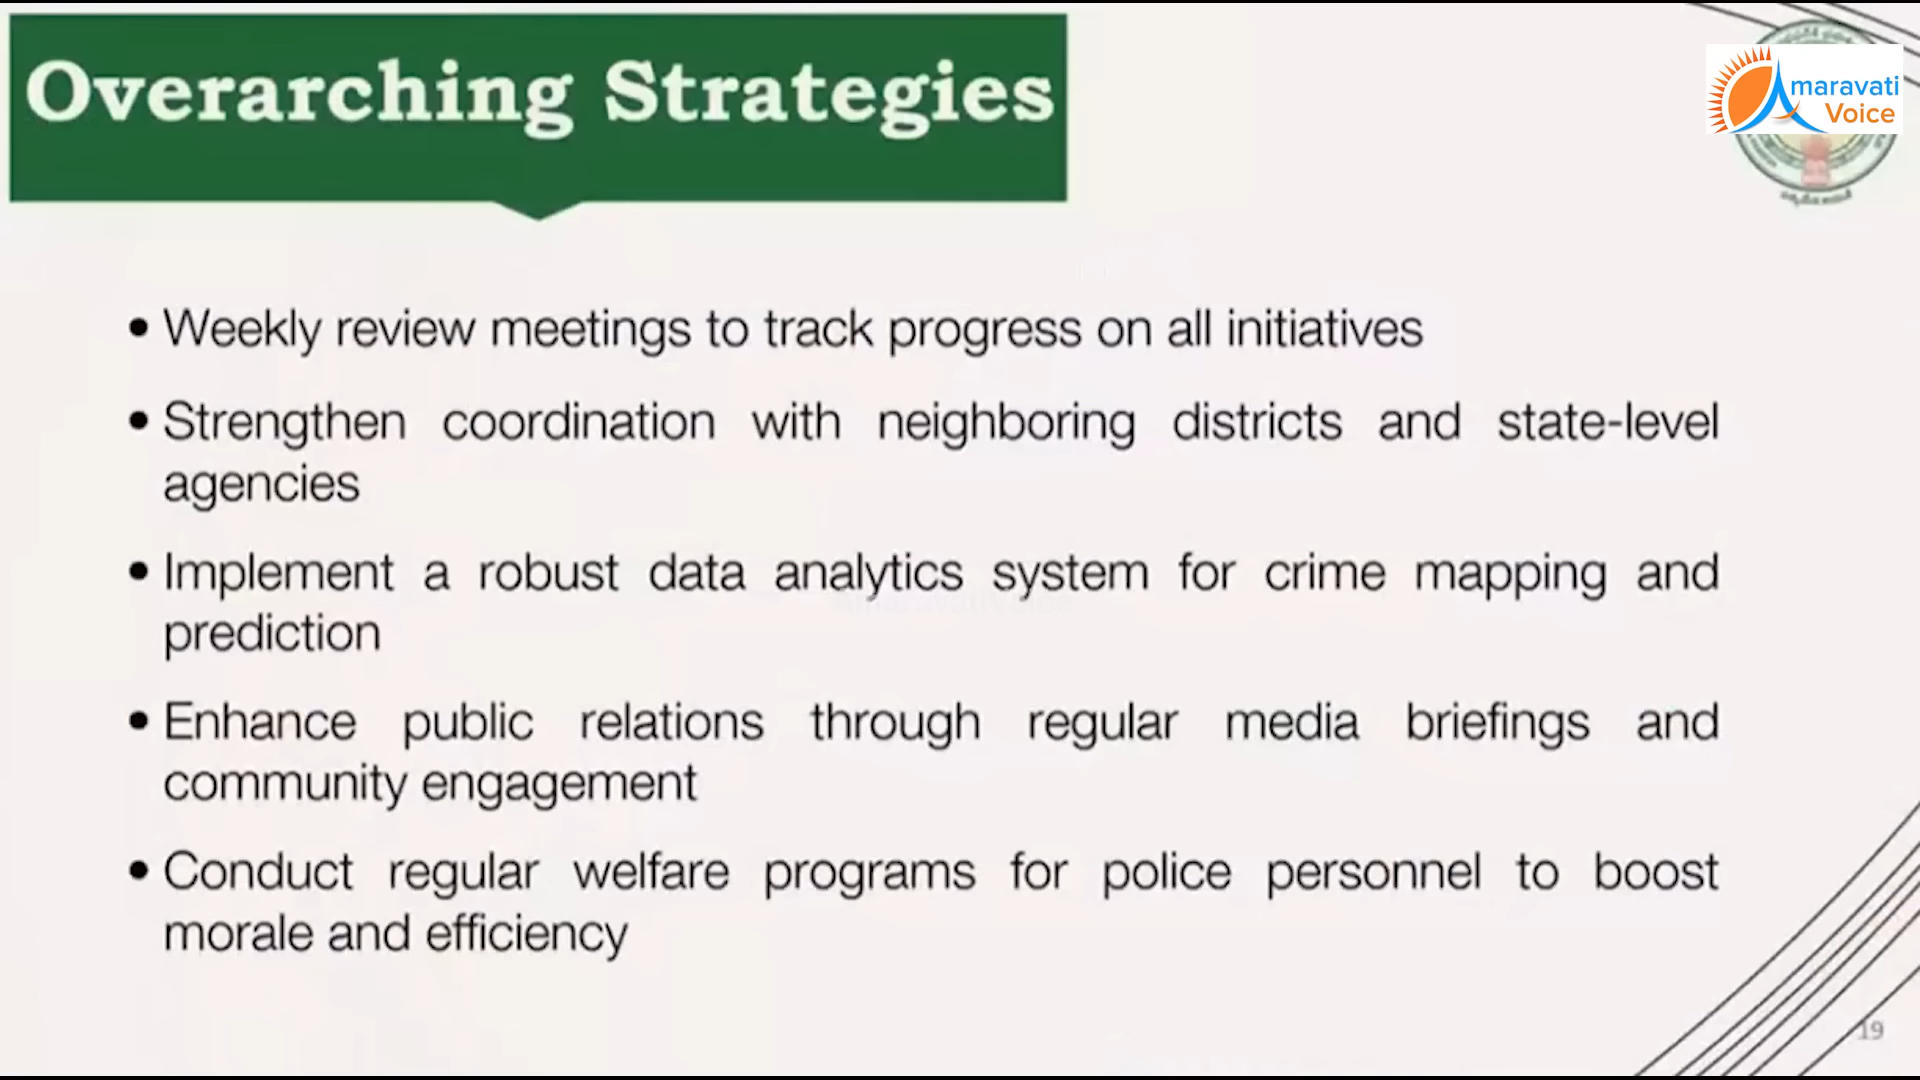 Overarching Strategies
Amaravati
Voice
• Weekly review meetings to track progress on all initiatives
• Strengthen coordination with neighboring districts and state-level
agencies
• Implement a robust data analytics system for crime mapping and
prediction
• Enhance public relations through regular media briefings and
community engagement
• Conduct regular welfare programs for police personnel to boost
morale and efficiency
19